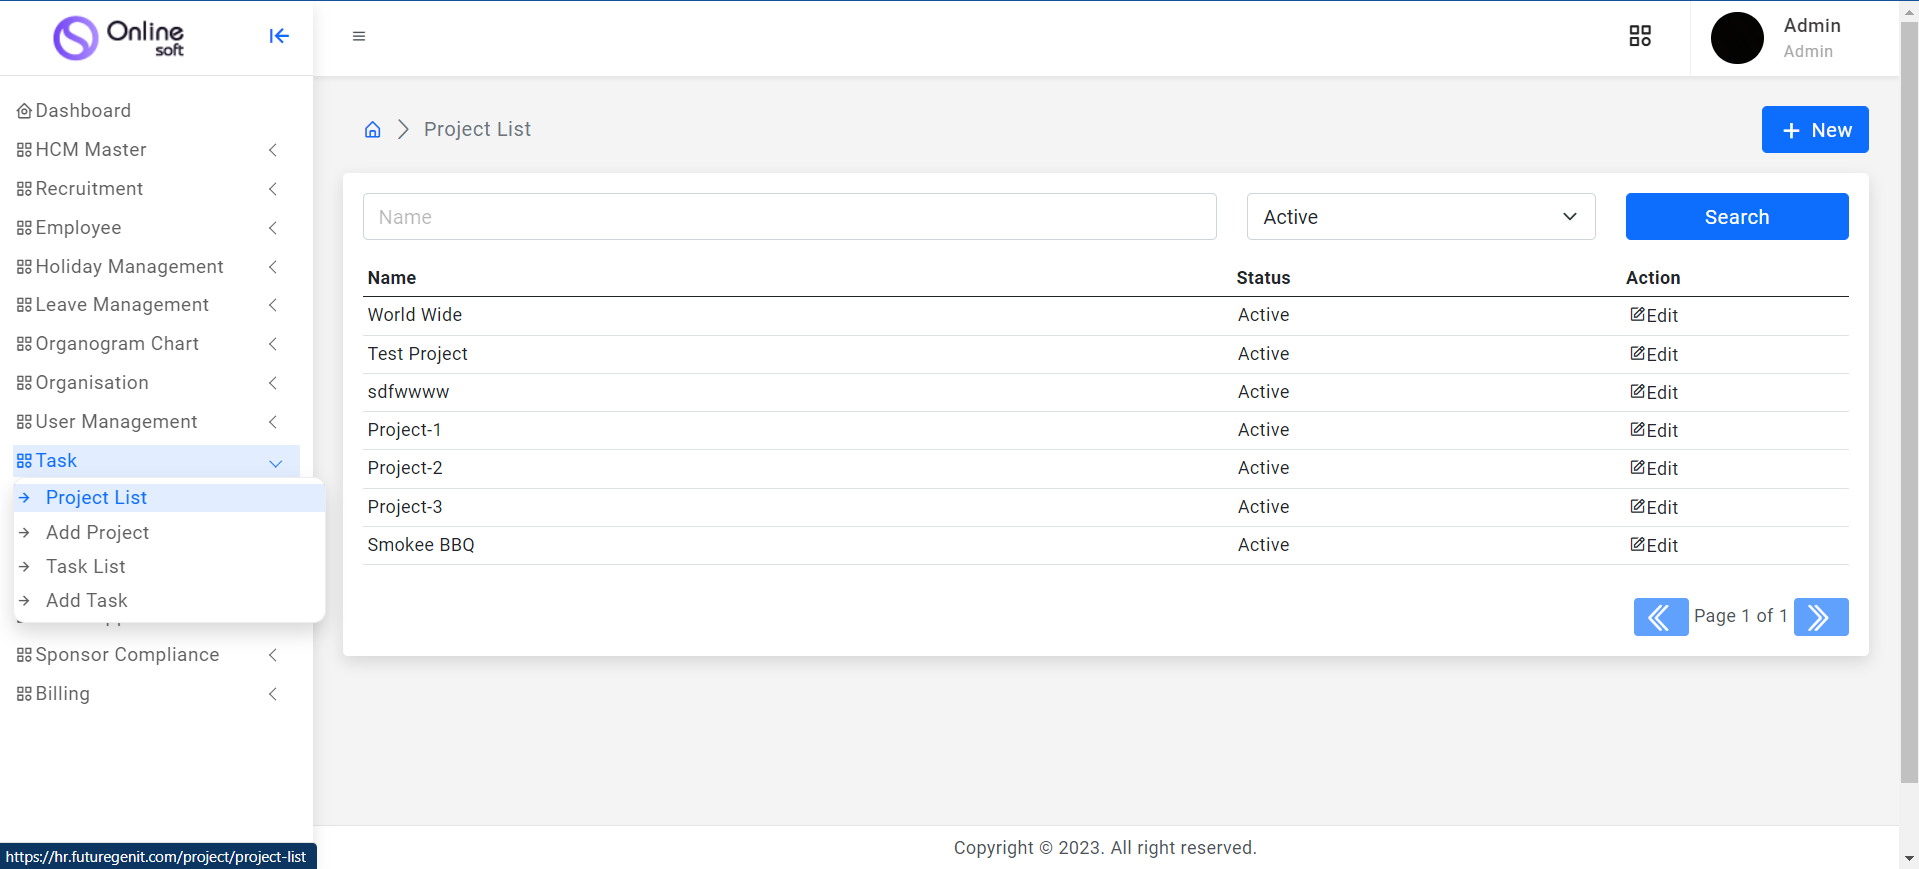 Online
soft
Admin
Admin
Dashboard
HCM Master
Recruitment
Employee
Holiday Management
Leave Management
Organogram Chart
Organisation
User Management
Task
Project List
Add Project
Task List
Add Task
Sponsor Compliance
Billing
Project List
+ New
Name
Active
Search
Name Status Action
World Wide Active Edit
Test Project Active Edit
sdfwwww Active Edit
Project-1 Active Edit
Project-2 Active Edit
Project-3 Active Edit
Smokee BBQ Active Edit
Page 1 of 1
Copyright © 2023. All right reserved.
https://hr.futuregenit.com/project/project-list